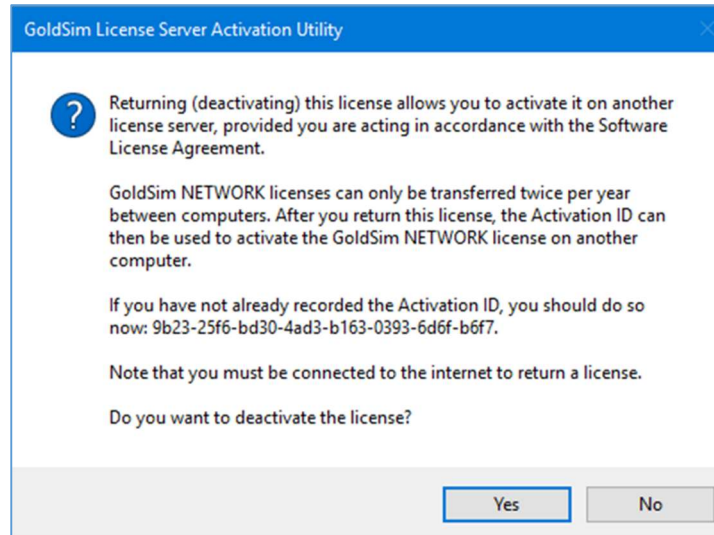 GoldSim License Server Activation Utility
?
Returning (deactivating) this license allows you to activate it on another
license server, provided you are acting in accordance with the Software
License Agreement.
GoldSim NETWORK licenses can only be transferred twice per year
between computers. After you return this license, the Activation ID can
then be used to activate the GoldSim NETWORK license on another
computer.
If you have not already recorded the Activation ID, you should do so
now: 9b23-25f6-bd30-4ad3-b163-0393-6d6f-b6f7.
Note that you must be connected to the internet to return a license.
Do you want to deactivate the license?
Yes
No